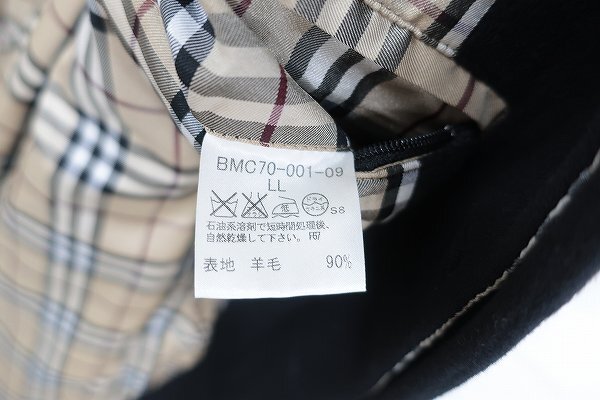 BMC70-001-09
LL
石油系溶剤で短時間処理後、
自然乾燥して下さい。 F67
表地 羊毛 90%